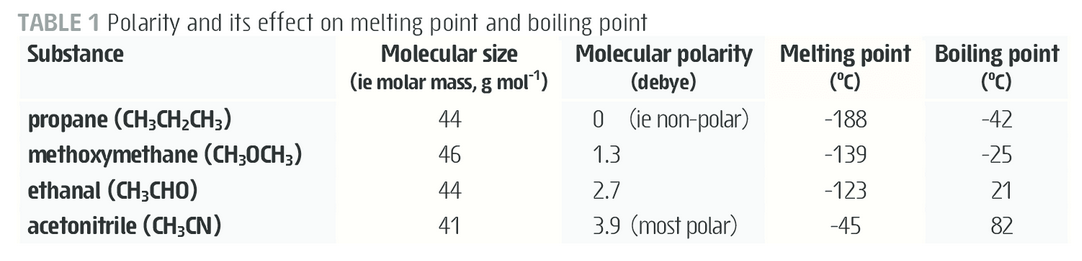 TABLE 1 Polarity and its effect on melting point and boiling point
Substance Molecular size Molecular polarity Melting point Boiling point
(ie molar mass, g mol⁻¹) (debye) (ºC) (ºC)
propane (CH₃CH₂CH₃) 44 0 (ie non-polar) -188 -42
methoxymethane (CH₃OCH₃) 46 1.3 -139 -25
ethanal (CH₃CHO) 44 2.7 -123 21
acetonitrile (CH₃CN) 41 3.9 (most polar) -45 82